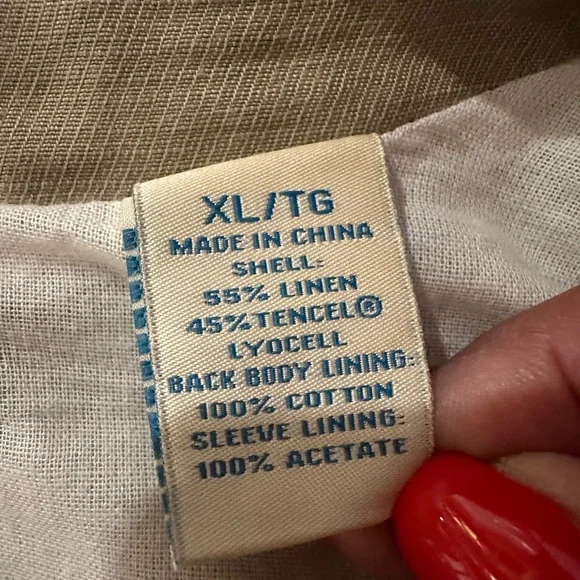 XL/TG
MADE IN CHINA
SHELL:
55% LINEN
45% TENCEL®
LYOCELL
BACK BODY LINING:
100% COTTON
SLEEVE LINING:
100% ACETATE